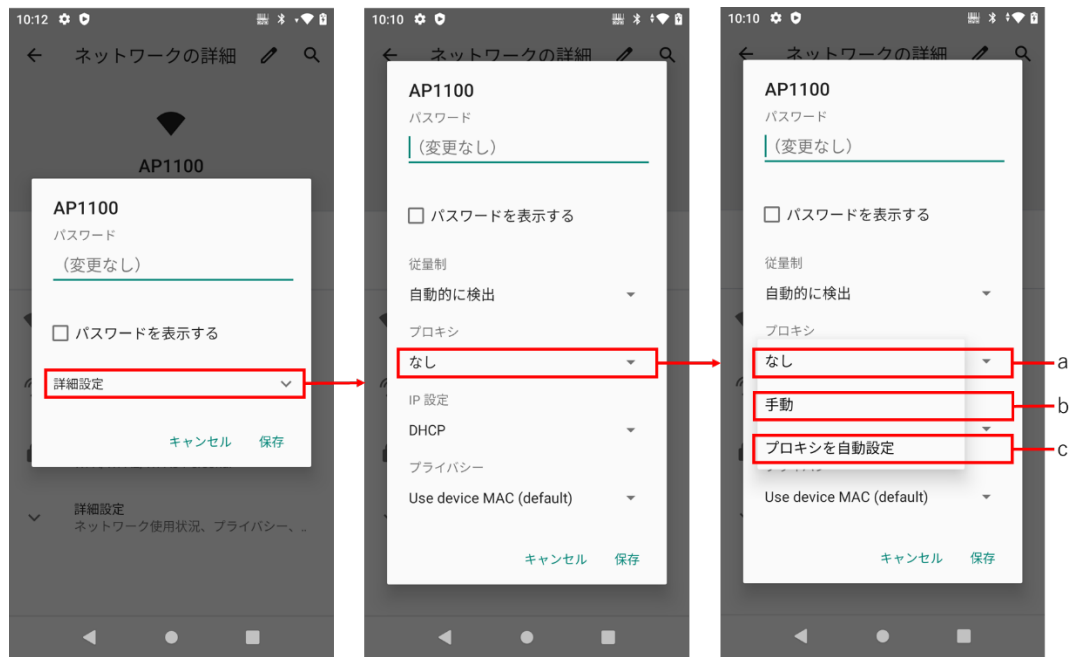 10:12
ネットワークの詳細
AP1100
AP1100
パスワード
（変更なし）
パスワードを表示する
詳細設定
キャンセル 保存
詳細設定
ネットワーク使用状況、プライバシー、..
10:10
ネットワークの詳細
AP1100
パスワード
（変更なし）
パスワードを表示する
従量制
自動的に検出
プロキシ
なし
IP 設定
DHCP
プライバシー
Use device MAC (default)
キャンセル 保存
10:10
ネットワークの詳細
AP1100
パスワード
（変更なし）
パスワードを表示する
従量制
自動的に検出
プロキシ
なし
a
手動
b
プロキシを自動設定
c
Use device MAC (default)
キャンセル 保存